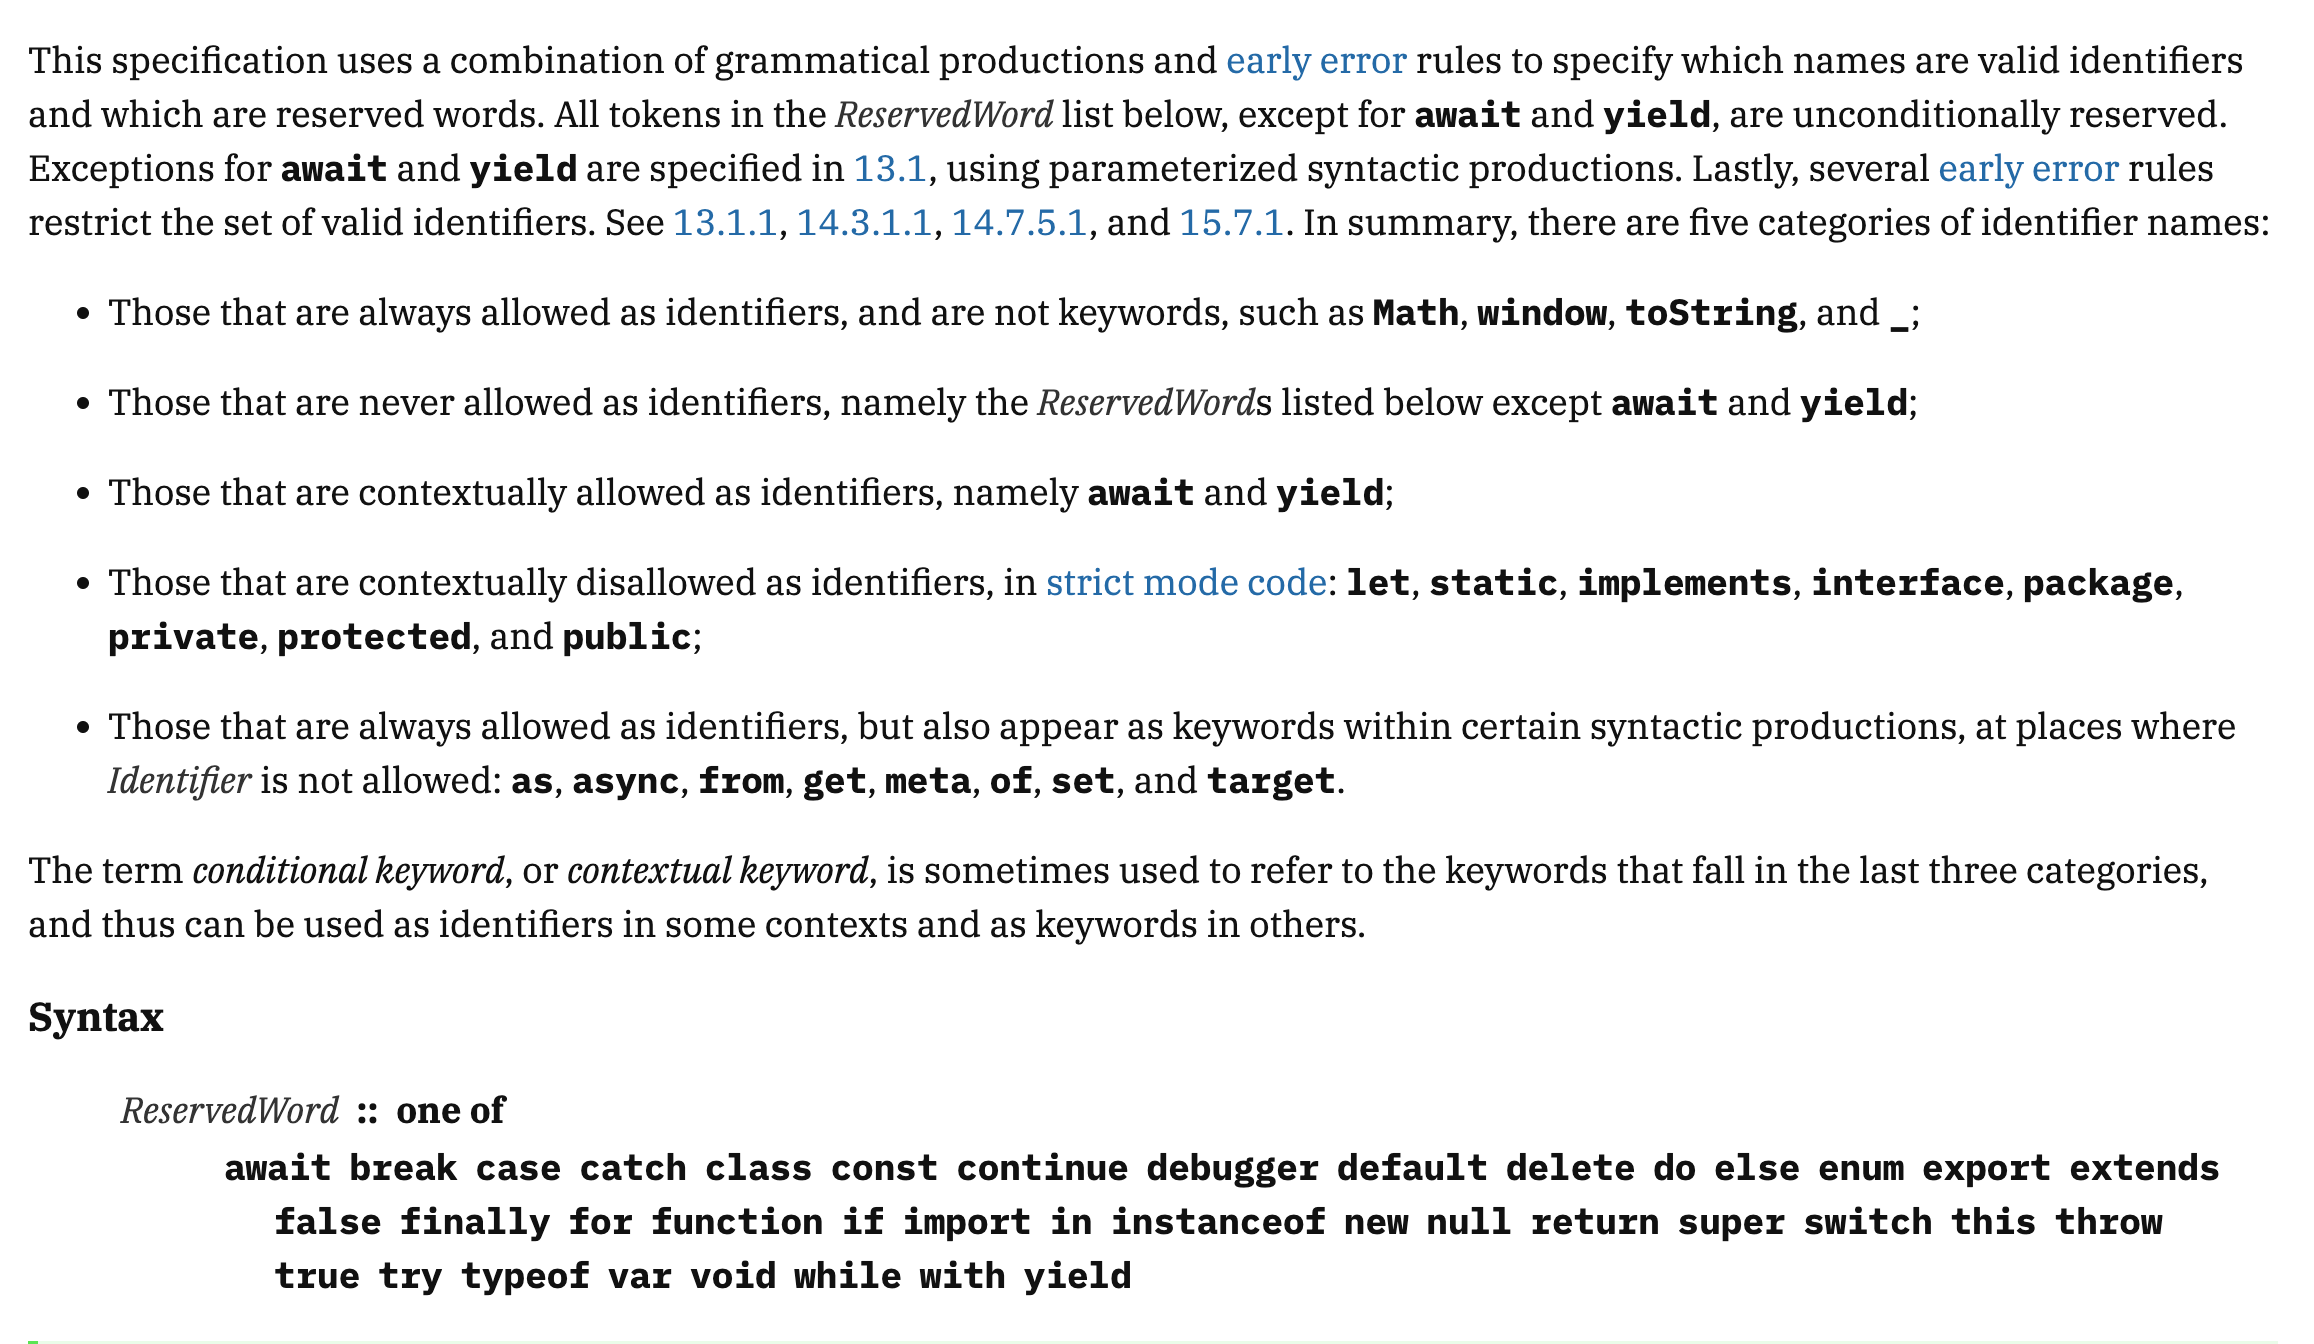 This specification uses a combination of grammatical productions and early error rules to specify which names are valid identifiers
and which are reserved words. All tokens in the ReservedWord list below, except for await and yield, are unconditionally reserved.
Exceptions for await and yield are specified in 13.1, using parameterized syntactic productions. Lastly, several early error rules
restrict the set of valid identifiers. See 13.1.1, 14.3.1.1, 14.7.5.1, and 15.7.1. In summary, there are five categories of identifier names:
• Those that are always allowed as identifiers, and are not keywords, such as Math, window, toString, and _;
• Those that are never allowed as identifiers, namely the ReservedWords listed below except await and yield;
• Those that are contextually allowed as identifiers, namely await and yield;
• Those that are contextually disallowed as identifiers, in strict mode code: let, static, implements, interface, package,
private, protected, and public;
• Those that are always allowed as identifiers, but also appear as keywords within certain syntactic productions, at places where
Identifier is not allowed: as, async, from, get, meta, of, set, and target.
The term conditional keyword, or contextual keyword, is sometimes used to refer to the keywords that fall in the last three categories,
and thus can be used as identifiers in some contexts and as keywords in others.
Syntax
ReservedWord :: one of
await break case catch class const continue debugger default delete do else enum export extends
false finally for function if import in instanceof new null return super switch this throw
true try typeof var void while with yield